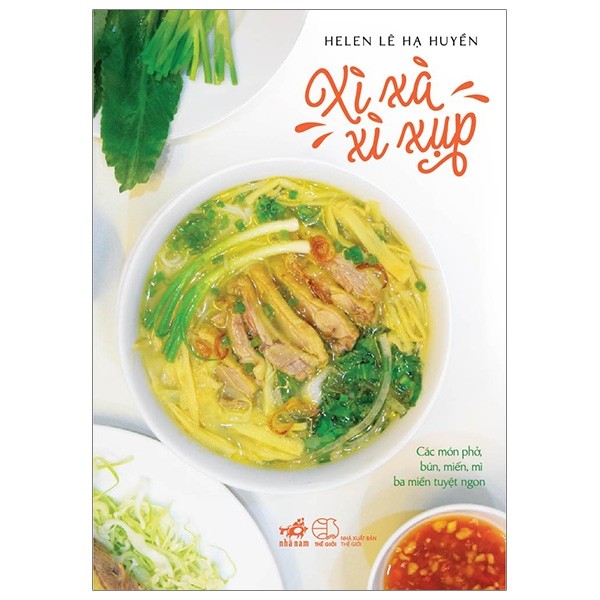 HELEN LÊ HẠ HUYỀN
Xì xà
xì xụp
Các món phở,
bún, miến, mì
ba miền tuyệt ngon
nhã nam
THẾ GIỚI
NHÀ XUẤT BẢN
THẾ GIỚI